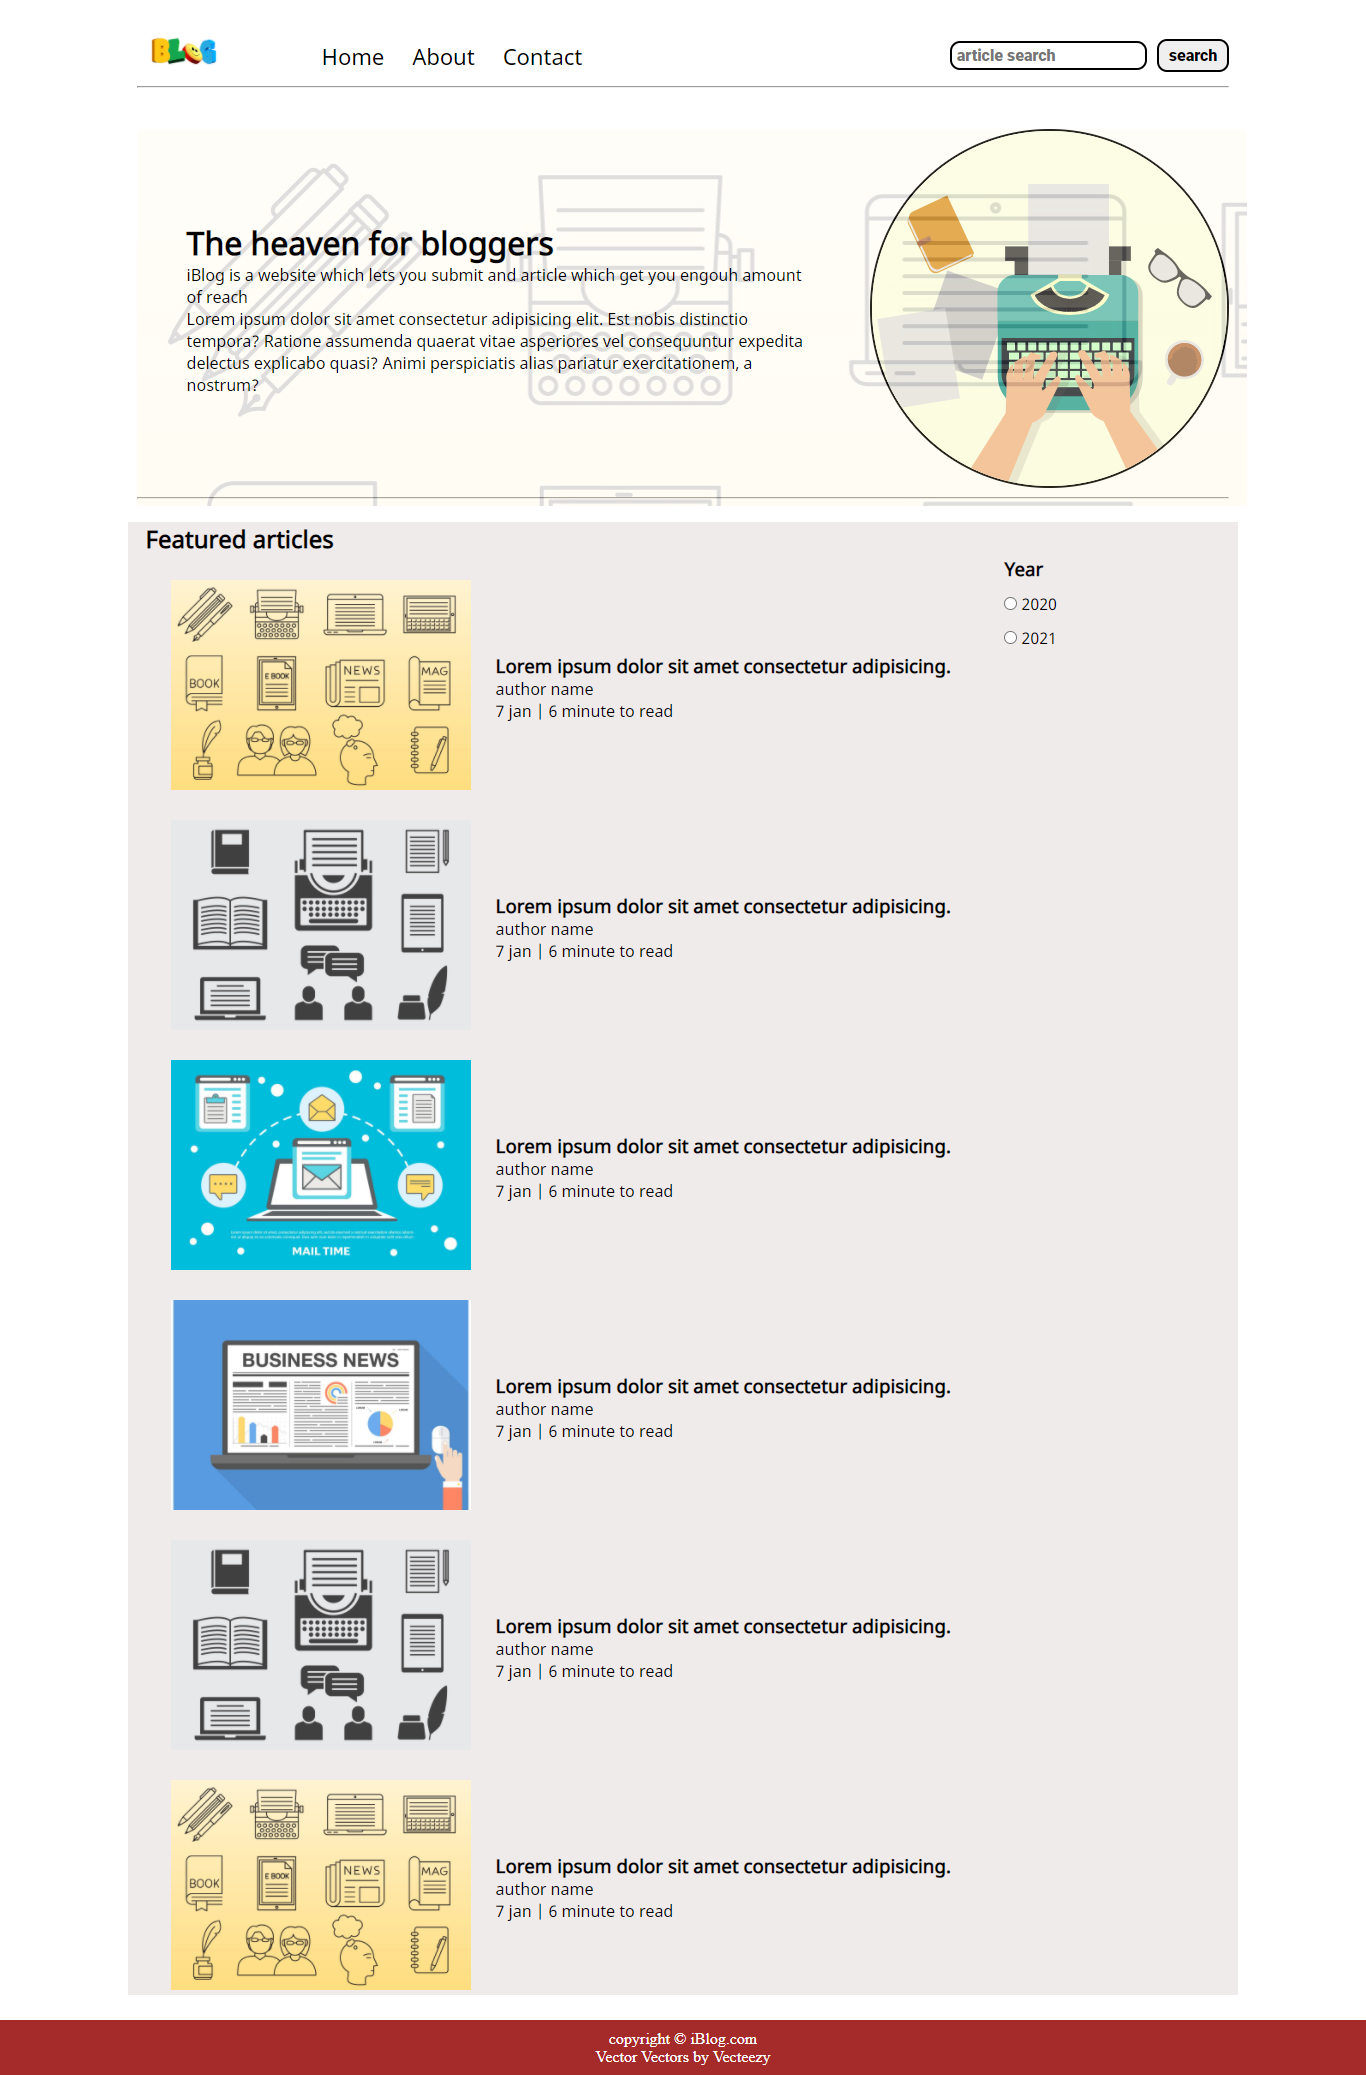 BLOG
Home About Contact
article search search
The heaven for bloggers
iBlog is a website which lets you submit and article which get you engouh amount
of reach
Lorem ipsum dolor sit amet consectetur adipisicing elit. Est nobis distinctio
tempora? Ratione assumenda quaerat vitae asperiores vel consequuntur expedita
delectus explicabo quasi? Animi perspiciatis alias pariatur exercitationem, a
nostrum?
Featured articles
Year
2020
2021
BOOK
E BOOK
NEWS
MAG
Lorem ipsum dolor sit amet consectetur adipisicing.
author name
7 jan | 6 minute to read
Lorem ipsum dolor sit amet consectetur adipisicing.
author name
7 jan | 6 minute to read
MAIL TIME
Lorem ipsum dolor sit amet consectetur adipisicing.
author name
7 jan | 6 minute to read
BUSINESS NEWS
Lorem ipsum dolor sit amet consectetur adipisicing.
author name
7 jan | 6 minute to read
Lorem ipsum dolor sit amet consectetur adipisicing.
author name
7 jan | 6 minute to read
BOOK
E BOOK
NEWS
MAG
Lorem ipsum dolor sit amet consectetur adipisicing.
author name
7 jan | 6 minute to read
copyright © iBlog.com
Vector Vectors by Vecteezy